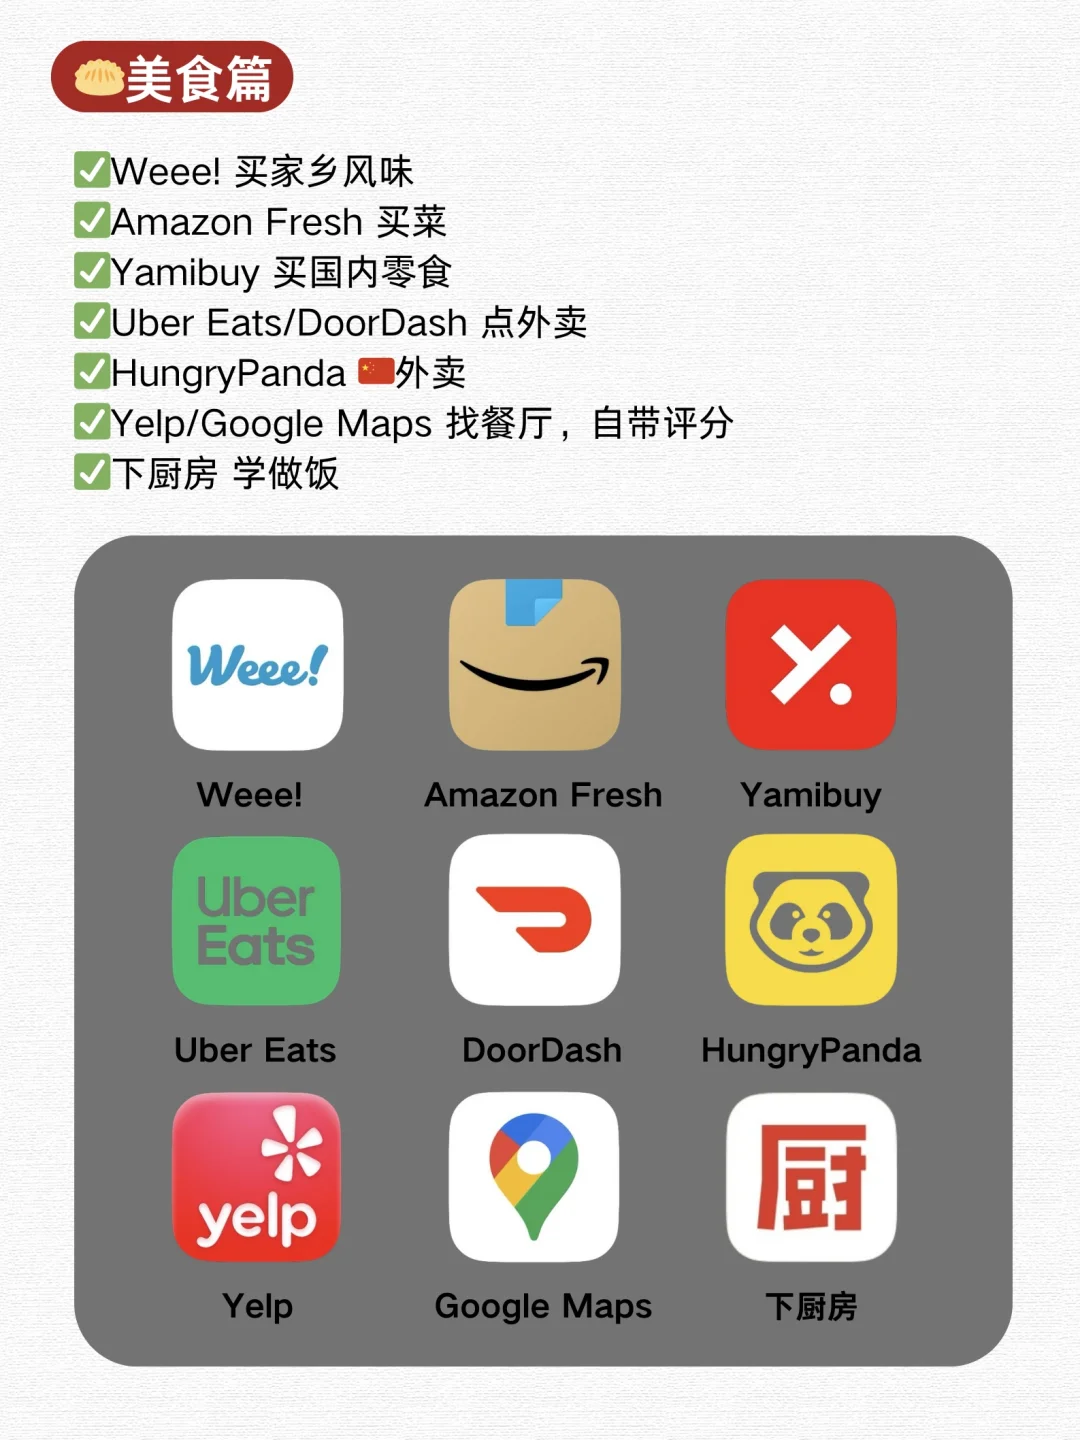 🥟美食篇
✅Weee! 买家乡风味
✅Amazon Fresh 买菜
✅Yamibuy 买国内零食
✅Uber Eats/DoorDash 点外卖
✅HungryPanda 🇨🇳外卖
✅Yelp/Google Maps 找餐厅，自带评分
✅下厨房 学做饭
Weee!
Y.
Weee! Amazon Fresh Yamibuy
Uber
Eats
Uber Eats DoorDash HungryPanda
yelp
厨
Yelp Google Maps 下厨房